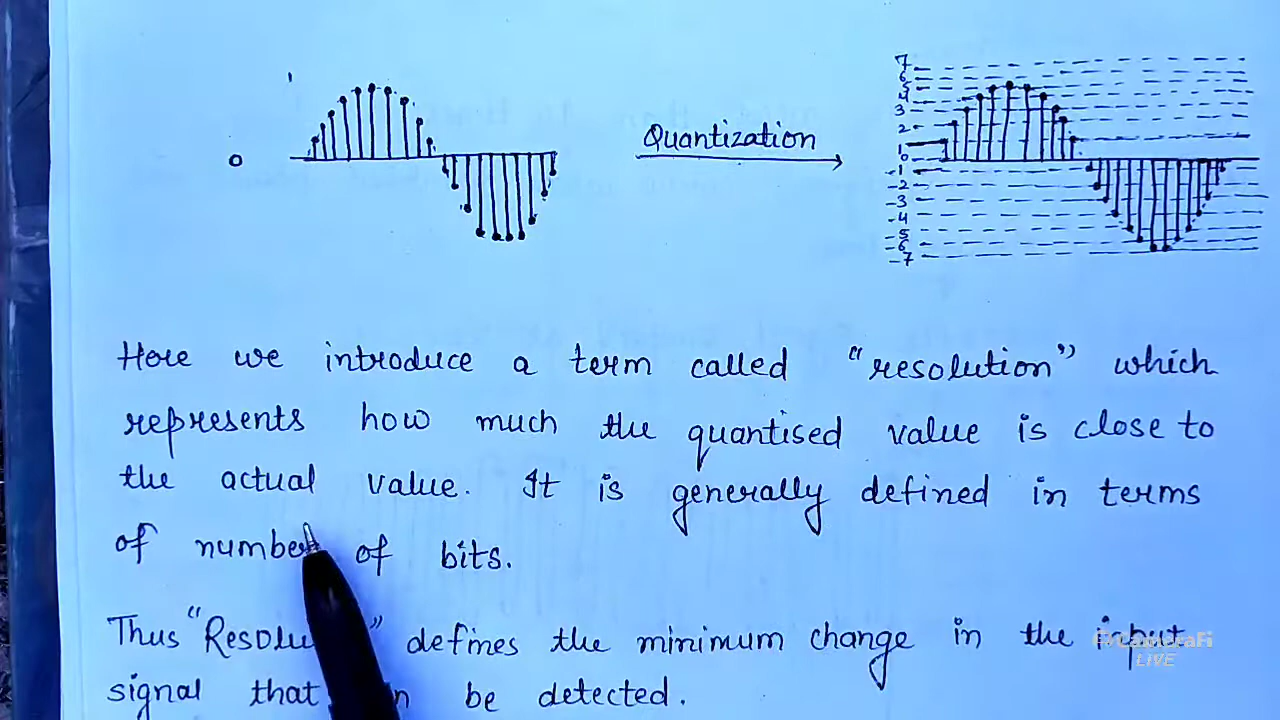 0
Quantization
7
6
5
4
3
2
1
0
-1
-2
-3
-4
-5
-6
-7
Here we introduce a term called "resolution" which
represents how much the quantised value is close to
the actual value. It is generally defined in terms
of number of bits.
Thus "Resolu " defines the minimum change in the input
signal that be detected.
CameraFi
LIVE